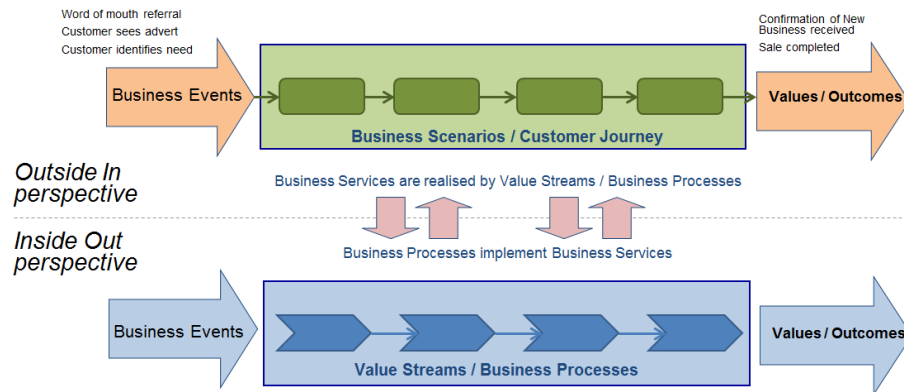 Word of mouth referral
Customer sees advert
Customer identifies need
Confirmation of New
Business received
Sale completed
Business Events
Values / Outcomes
Business Scenarios / Customer Journey
Outside In
perspective
Business Services are realised by Value Streams / Business Processes
Inside Out
perspective
Business Processes implement Business Services
Business Events
Values / Outcomes
Value Streams / Business Processes